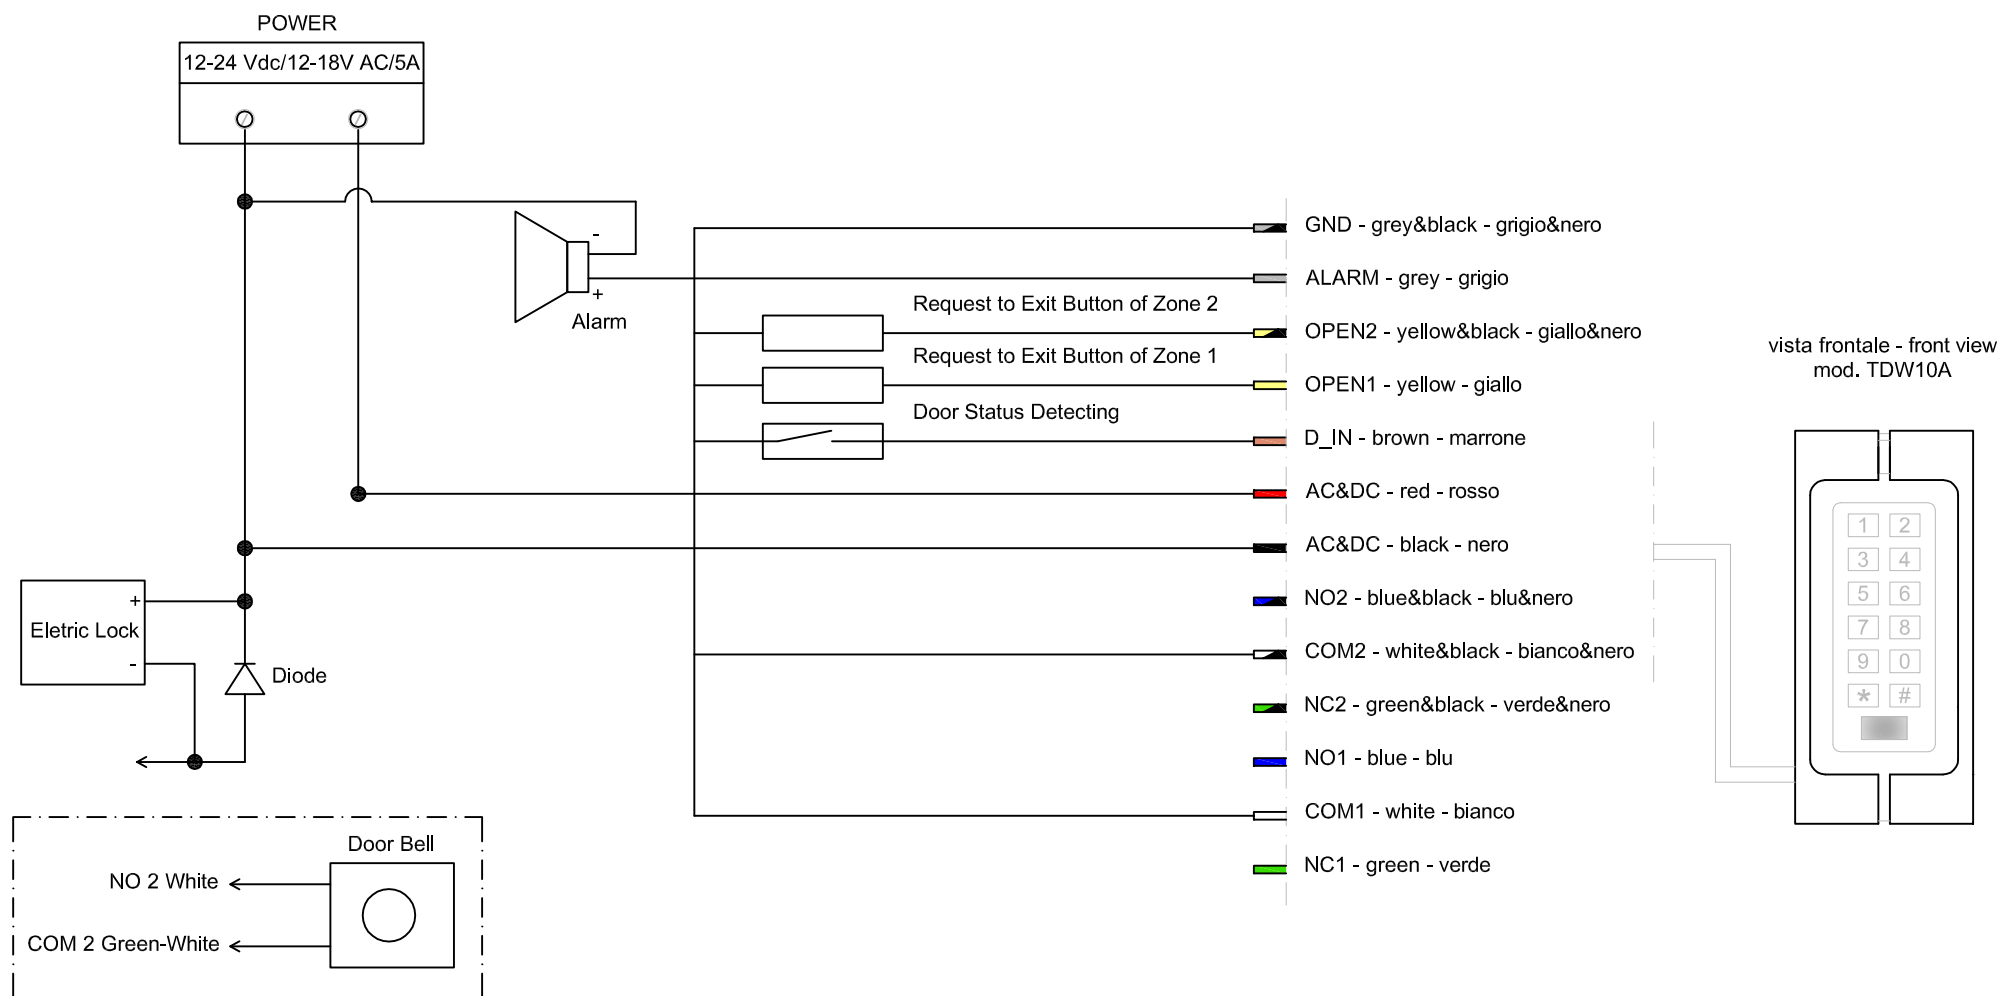 POWER
12-24 Vdc/12-18V AC/5A
-
+
Alarm
GND - grey&black - grigio&nero
ALARM - grey - grigio
Request to Exit Button of Zone 2
OPEN2 - yellow&black - giallo&nero
Request to Exit Button of Zone 1
OPEN1 - yellow - giallo
Door Status Detecting
D_IN - brown - marrone
AC&DC - red - rosso
AC&DC - black - nero
NO2 - blue&black - blu&nero
COM2 - white&black - bianco&nero
NC2 - green&black - verde&nero
NO1 - blue - blu
COM1 - white - bianco
NC1 - green - verde
vista frontale - front view
mod. TDW10A
1 2
3 4
5 6
7 8
9 0
* #
+
Eletric Lock
-
Diode
Door Bell
NO 2 White
COM 2 Green-White